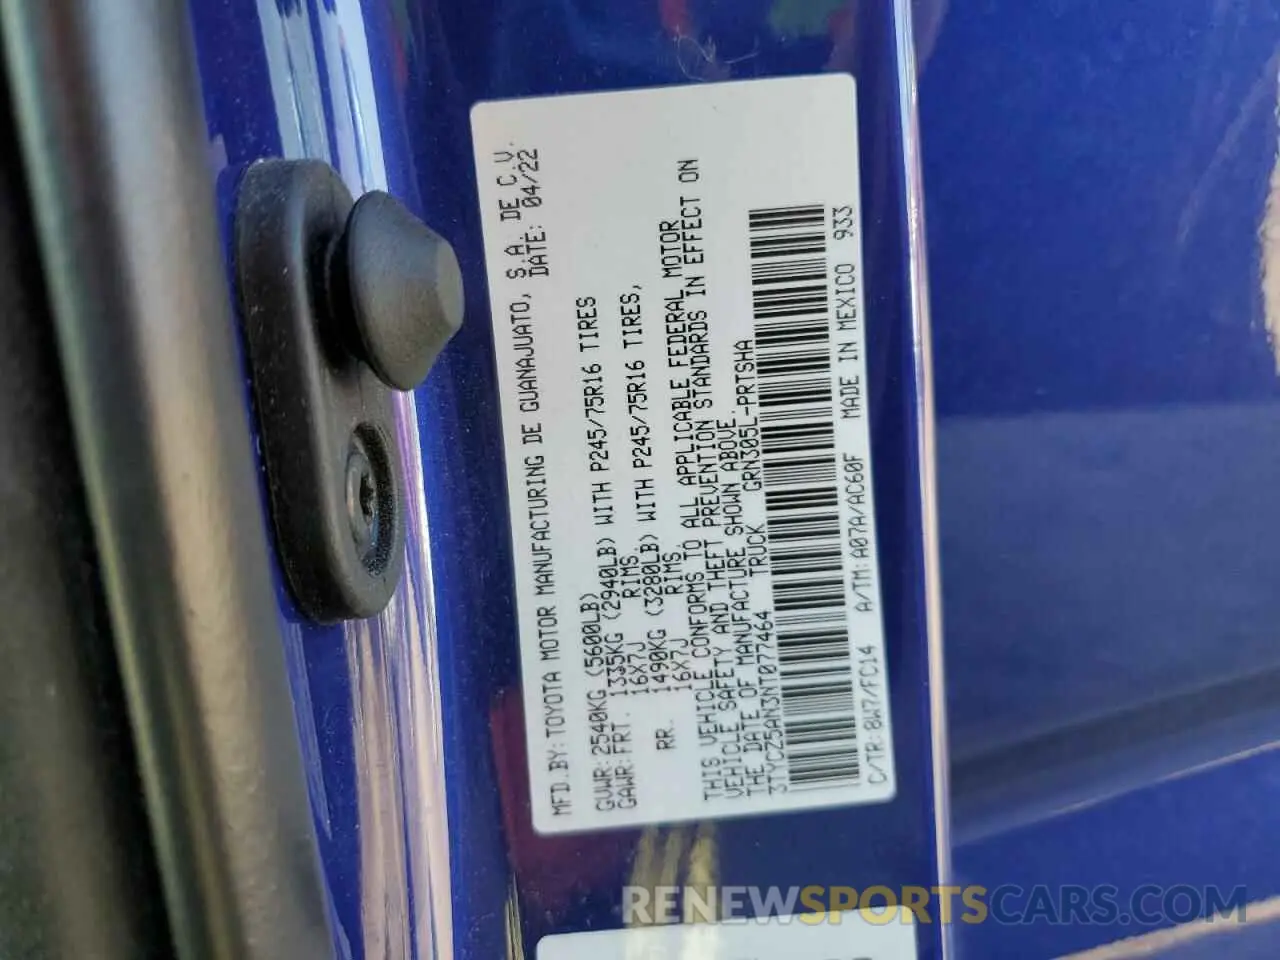 MFD.BY:TOYOTA MOTOR MANUFACTURING DE GUANAJUATO, S.A. DE C.V.
DATE: 04/22
GVWR:2540KG (5600LB)
GAWR:FRT. 1335KG (2940LB) WITH P245/75R16 TIRES
16X7J RIMS.
RR. 1490KG (3280LB) WITH P245/75R16 TIRES,
16X7J RIMS.
THIS VEHICLE CONFORMS TO ALL APPLICABLE FEDERAL MOTOR
VEHICLE SAFETY AND THEFT PREVENTION STANDARDS IN EFFECT ON
THE DATE OF MANUFACTURE SHOWN ABOVE.
3TYCZ5AN3NT077464 TRUCK GRN305L-PRTSHA
C/TR:8W7/FC14 A/TM:A07A/AC60F MADE IN MEXICO 933
RENEWSPORTSCARS.COM